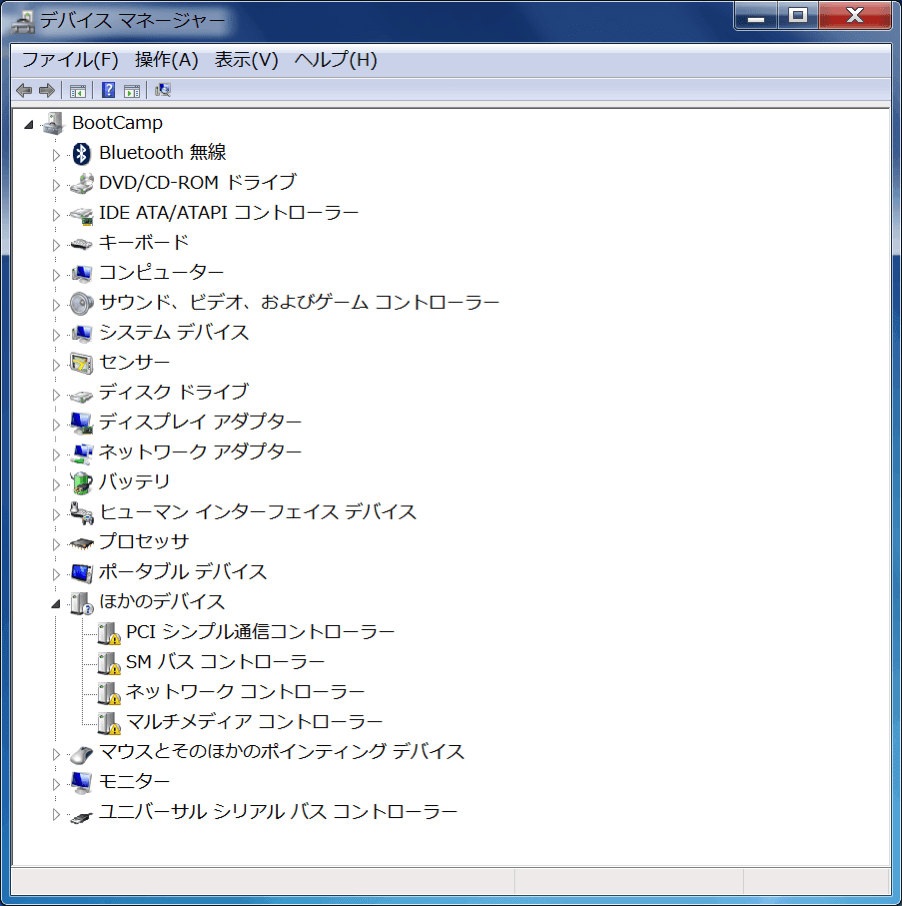 デバイス マネージャー
ファイル(F) 操作(A) 表示(V) ヘルプ(H)
BootCamp
Bluetooth 無線
DVD/CD-ROM ドライブ
IDE ATA/ATAPI コントローラー
キーボード
コンピューター
サウンド、ビデオ、およびゲーム コントローラー
システム デバイス
センサー
ディスク ドライブ
ディスプレイ アダプター
ネットワーク アダプター
バッテリ
ヒューマン インターフェイス デバイス
プロセッサ
ポータブル デバイス
ほかのデバイス
PCI シンプル通信コントローラー
SM バス コントローラー
ネットワーク コントローラー
マルチメディア コントローラー
マウスとそのほかのポインティング デバイス
モニター
ユニバーサル シリアル バス コントローラー